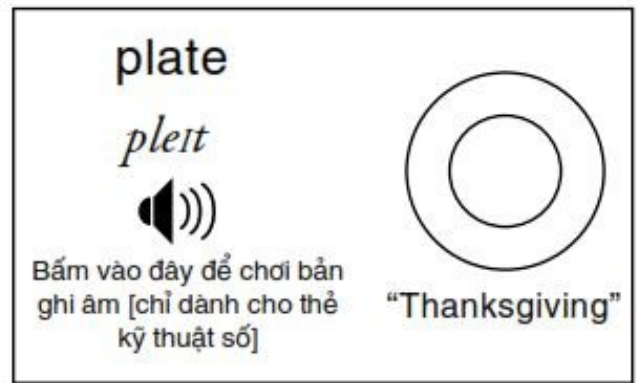 plate
pleɪt
Bấm vào đây để chơi bản
ghi âm [chỉ dành cho thẻ
kỹ thuật số]
“Thanksgiving”